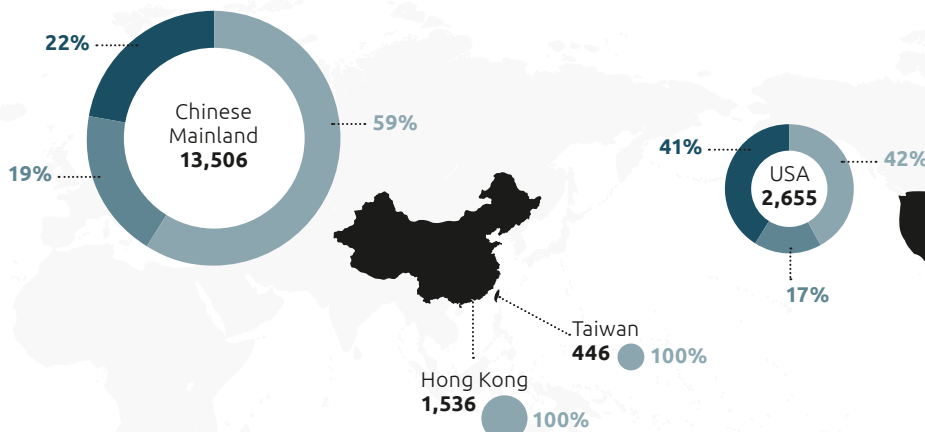 22%
Chinese
Mainland
13,506
59%
19%
41%
USA
2,655
42%
17%
Taiwan
446
100%
Hong Kong
1,536
100%